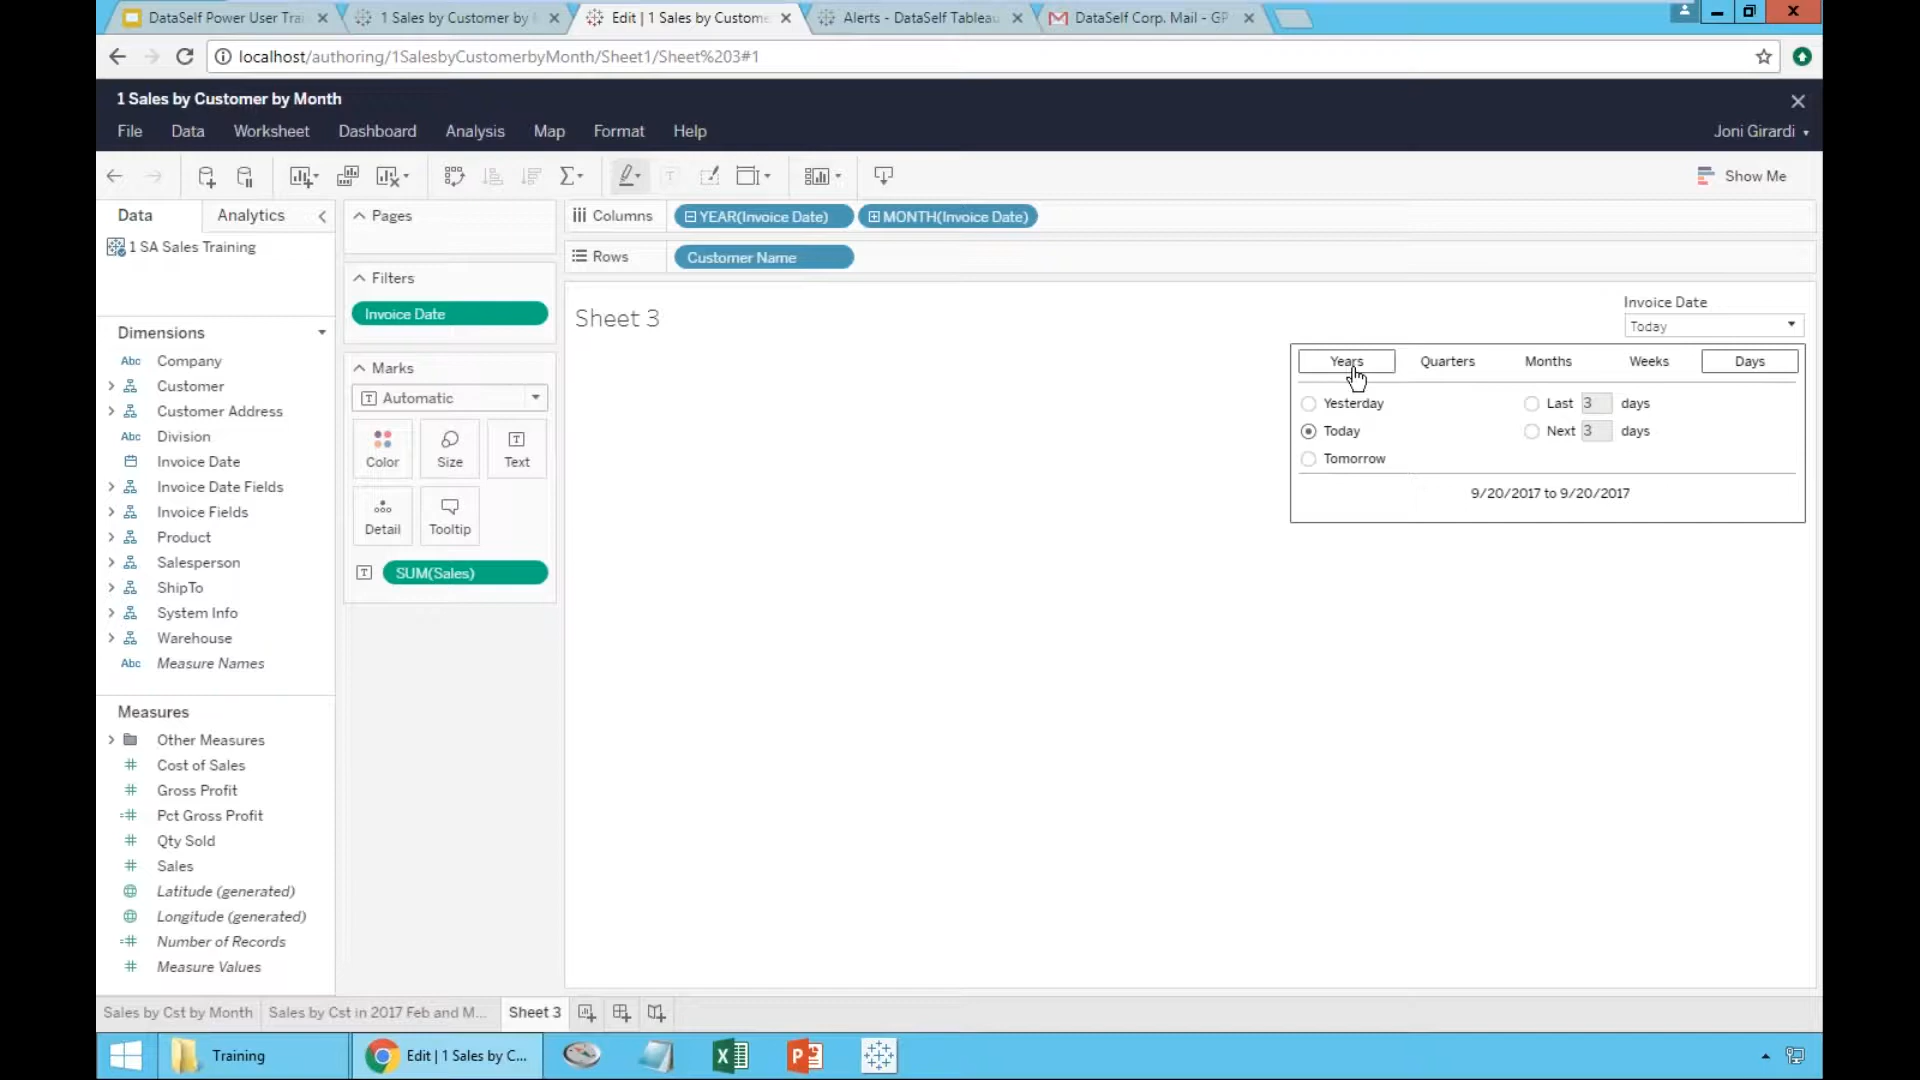 DataSelf Power User Trai
1 Sales by Customer by
Edit | 1 Sales by Custome
Alerts - DataSelf Tableau
DataSelf Corp. Mail - GP
localhost/authoring/1SalesbyCustomerbyMonth/Sheet1/Sheet%203#1
1 Sales by Customer by Month
File Data Worksheet Dashboard Analysis Map Format Help
Joni Girardi
Show Me
Data Analytics
1 SA Sales Training
Dimensions
Abc Company
Customer
Customer Address
Abc Division
Invoice Date
Invoice Date Fields
Invoice Fields
Product
Salesperson
ShipTo
System Info
Warehouse
Abc Measure Names
Measures
Other Measures
# Cost of Sales
# Gross Profit
=# Pct Gross Profit
# Qty Sold
# Sales
Latitude (generated)
Longitude (generated)
=# Number of Records
# Measure Values
Pages
Filters
Invoice Date
Marks
T Automatic
Color Size T Text
Detail Tooltip
T SUM(Sales)
Columns YEAR(Invoice Date) MONTH(Invoice Date)
Rows Customer Name
Sheet 3
Invoice Date
Today
Years Quarters Months Weeks Days
Yesterday Last 3 days
Today Next 3 days
Tomorrow
9/20/2017 to 9/20/2017
Sales by Cst by Month
Sales by Cst in 2017 Feb and M...
Sheet 3
Training
Edit | 1 Sales by C...